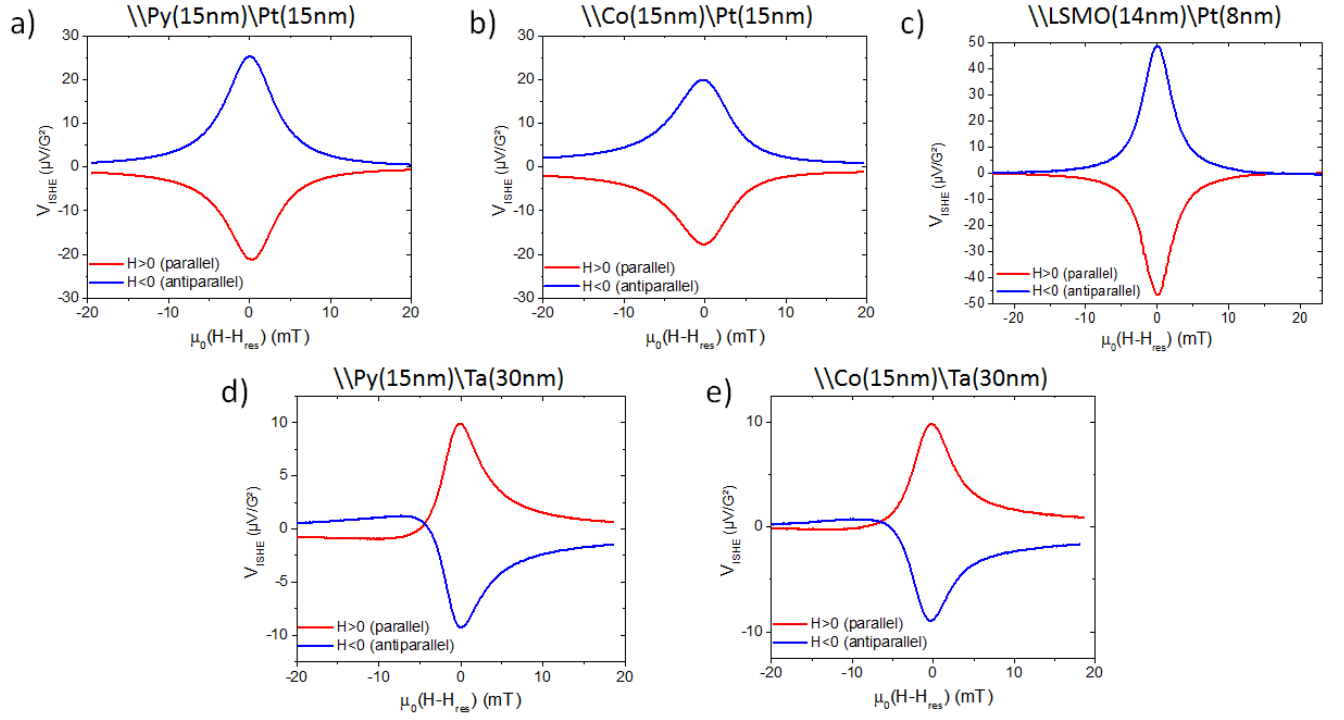 a)
\\Py(15nm)\Pt(15nm)
30
20
10
0
-10
-20
-30
V_ISHE (µV/G²)
H>0 (parallel)
H<0 (antiparallel)
-20
-10
0
10
20
μ₀(H-H_res) (mT)
b)
\\Co(15nm)\Pt(15nm)
30
20
10
0
-10
-20
-30
V_ISHE (µV/G²)
H>0 (parallel)
H<0 (antiparallel)
-20
-10
0
10
20
μ₀(H-H_res) (mT)
c)
\\LSMO(14nm)\Pt(8nm)
50
40
30
20
10
0
-10
-20
-30
-40
-50
V_ISHE (µV/G²)
H>0 (parallel)
H<0 (antiparallel)
-20
-10
0
10
20
μ₀(H-H_res) (mT)
d)
\\Py(15nm)\Ta(30nm)
10
5
0
-5
-10
V_ISHE (µV/G²)
H>0 (parallel)
H<0 (antiparallel)
-20
-10
0
10
20
μ₀(H-H_res) (mT)
e)
\\Co(15nm)\Ta(30nm)
10
0
-10
V_ISHE (µV/G²)
H>0 (parallel)
H<0 (antiparallel)
-20
-10
0
10
20
μ₀(H-H_res) (mT)